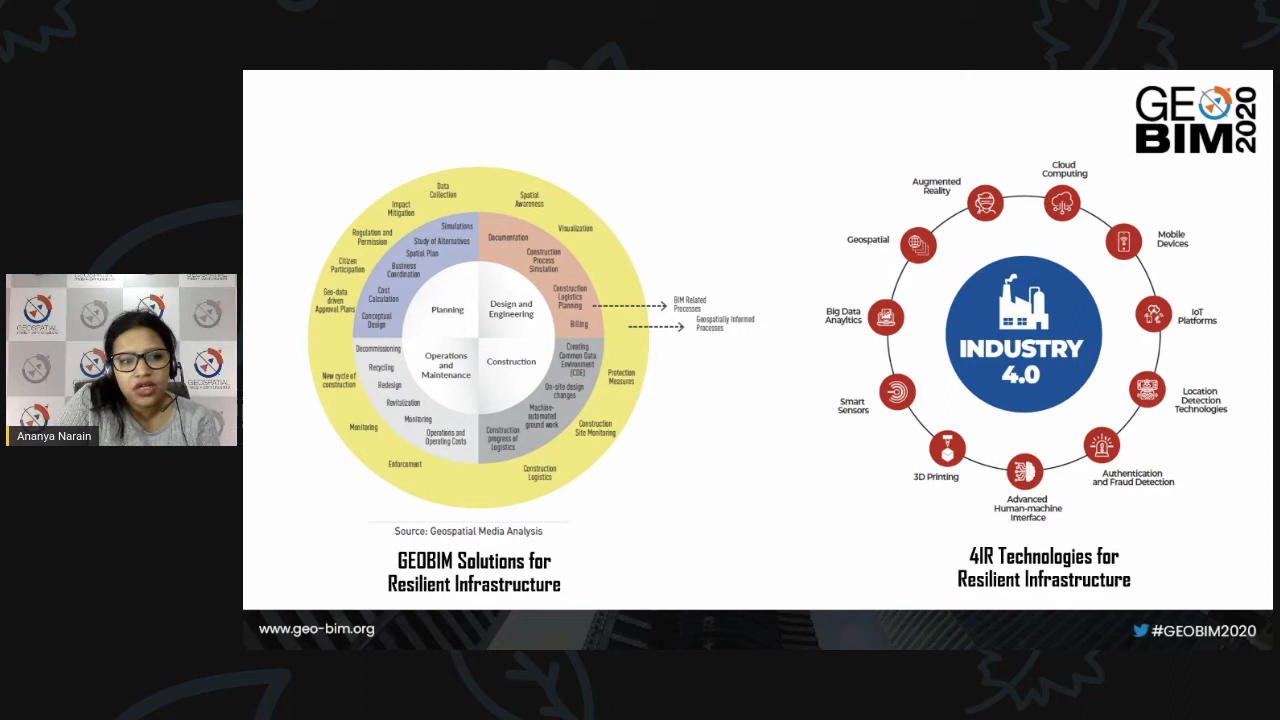 GEO
BIM
2020
Data
Collection
Spatial
Awareness
Impact
Mitigation
Visualization
Regulation and
Permission
Citizen
Participation
Geo-data
driven
Approval Plans
Simulations
Study of Alternatives
Spatial Plan
Business
Coordination
Cost
Calculation
Conceptual
Design
Documentation
Construction
Process
Simulation
Construction
Logistics
Planning
Billing
Planning
Design and
Engineering
Operations
and
Maintenance
Construction
BIM Related
Processes
Geospatially Informed
Processes
Decommissioning
Recycling
Redesign
Revitalization
Monitoring
Operations and
Operating Costs
Creating
Common Data
Environment
(CDE)
On-site design
changes
Machine-
automated
ground work
Construction
progress of
Logistics
New cycle of
construction
Monitoring
Enforcement
Protection
Measures
Construction
Site Monitoring
Construction
Logistics
Source: Geospatial Media Analysis
GEOBIM Solutions for
Resilient Infrastructure
Cloud
Computing
Augmented
Reality
Mobile
Devices
Geospatial
Big Data
Anayltics
IoT
Platforms
INDUSTRY
4.0
Smart
Sensors
Location
Detection
Technologies
3D Printing
Authentication
and Fraud Detection
Advanced
Human-machine
Interface
4IR Technologies for
Resilient Infrastructure
GEOSPATIAL
GEOSPATIAL
Ananya Narain
www.geo-bim.org
#GEOBIM2020